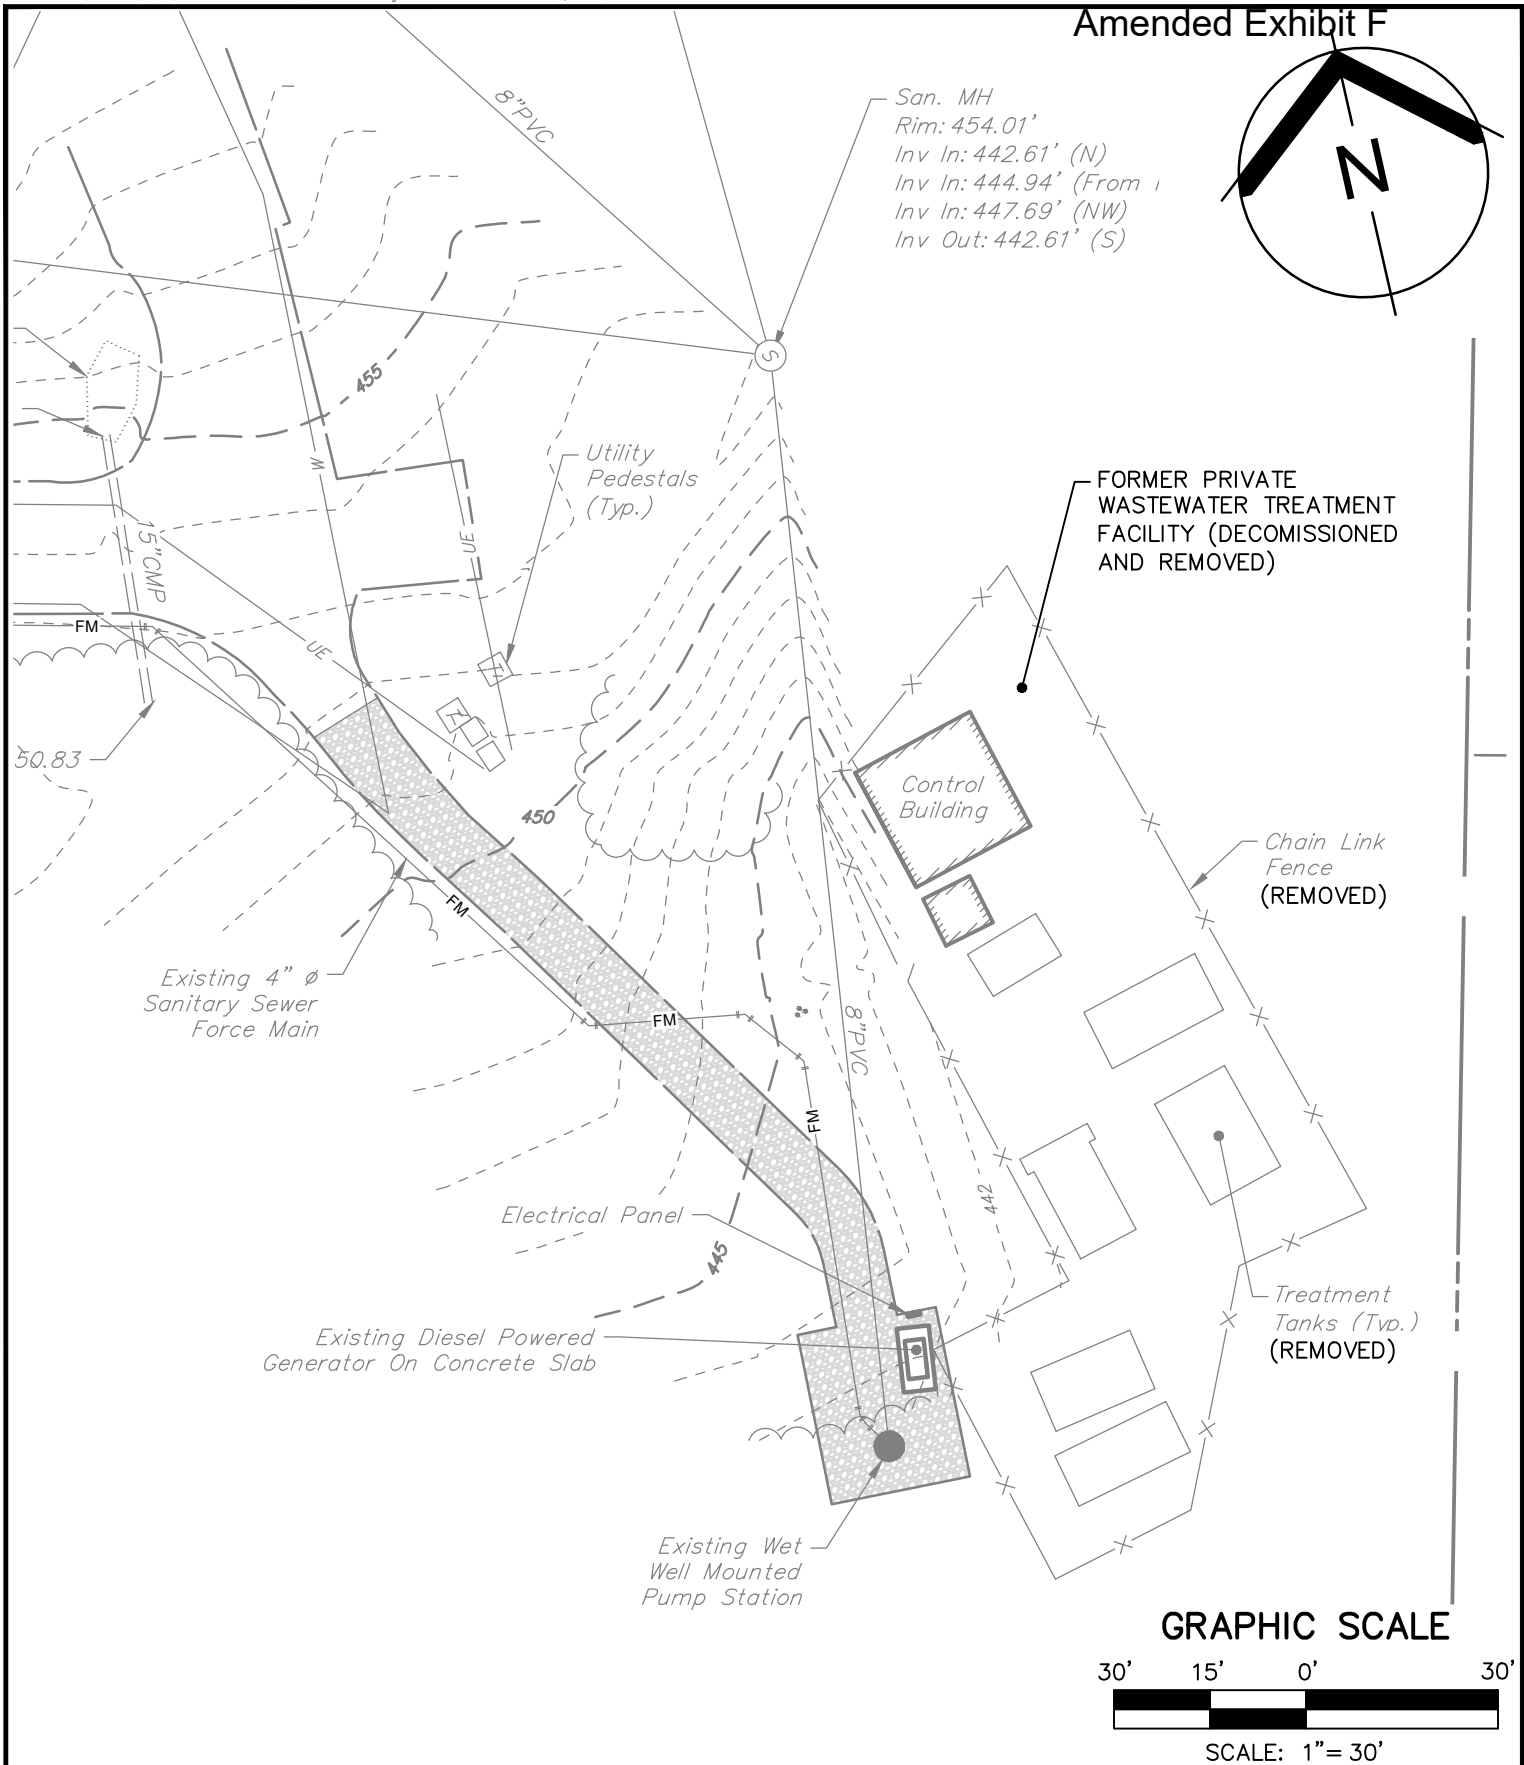 Amended Exhibit F
8"PVC
San. MH
Rim: 454.01'
Inv In: 442.61' (N)
Inv In: 444.94' (From
Inv In: 447.69' (NW)
Inv Out: 442.61' (S)
N
S
455
W
Utility
Pedestals
(Typ.)
UE
15"CMP
FORMER PRIVATE
WASTEWATER TREATMENT
FACILITY (DECOMISSIONED
AND REMOVED)
FM
UE
T
T
50.83
450
Control
Building
Chain Link
Fence
(REMOVED)
FM
Existing 4" ø
Sanitary Sewer
Force Main
FM
8"PVC
FM
442
Electrical Panel
445
Existing Diesel Powered
Generator On Concrete Slab
Treatment
Tanks (Typ.)
(REMOVED)
Existing Wet
Well Mounted
Pump Station
GRAPHIC SCALE
30' 15' 0' 30'
SCALE: 1"= 30'